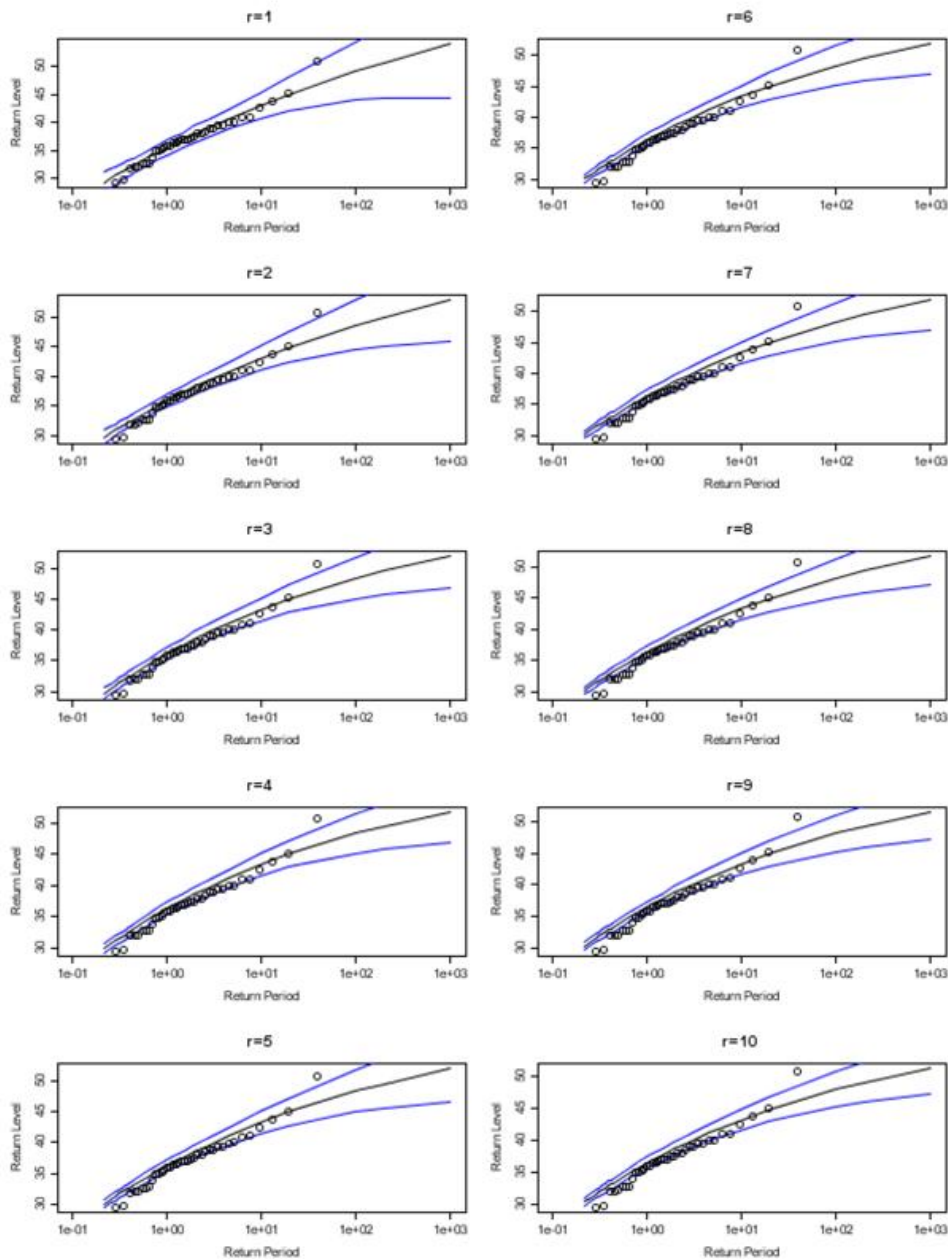 r=1
50
45
40
35
30
Return Level
1e-01
1e+00
1e+01
1e+02
1e+03
Return Period
r=6
50
45
40
35
30
Return Level
1e-01
1e+00
1e+01
1e+02
1e+03
Return Period
r=2
50
45
40
35
30
Return Level
1e-01
1e+00
1e+01
1e+02
1e+03
Return Period
r=7
50
45
40
35
30
Return Level
1e-01
1e+00
1e+01
1e+02
1e+03
Return Period
r=3
50
45
40
35
30
Return Level
1e-01
1e+00
1e+01
1e+02
1e+03
Return Period
r=8
50
45
40
35
30
Return Level
1e-01
1e+00
1e+01
1e+02
1e+03
Return Period
r=4
50
45
40
35
30
Return Level
1e-01
1e+00
1e+01
1e+02
1e+03
Return Period
r=9
50
45
40
35
30
Return Level
1e-01
1e+00
1e+01
1e+02
1e+03
Return Period
r=5
50
45
40
35
30
Return Level
1e-01
1e+00
1e+01
1e+02
1e+03
Return Period
r=10
50
45
40
35
30
Return Level
1e-01
1e+00
1e+01
1e+02
1e+03
Return Period